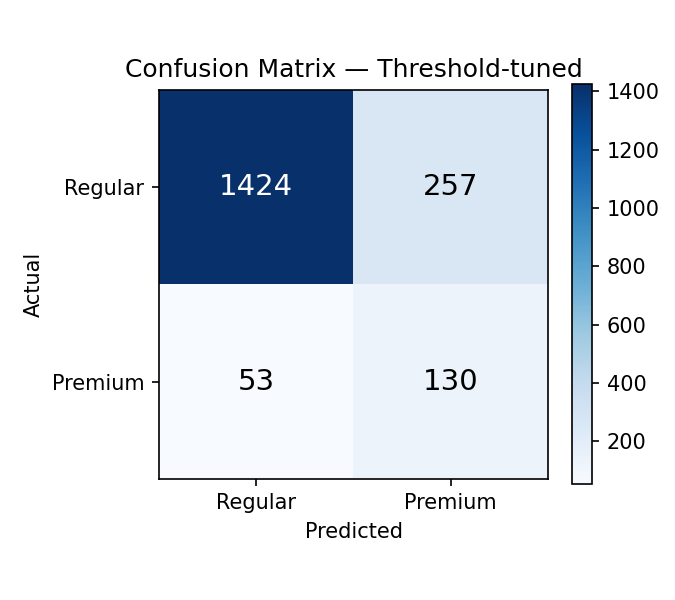 Confusion Matrix — Threshold-tuned
Actual
Regular
1424
257
Premium
53
130
Regular
Premium
Predicted
1400
1200
1000
800
600
400
200